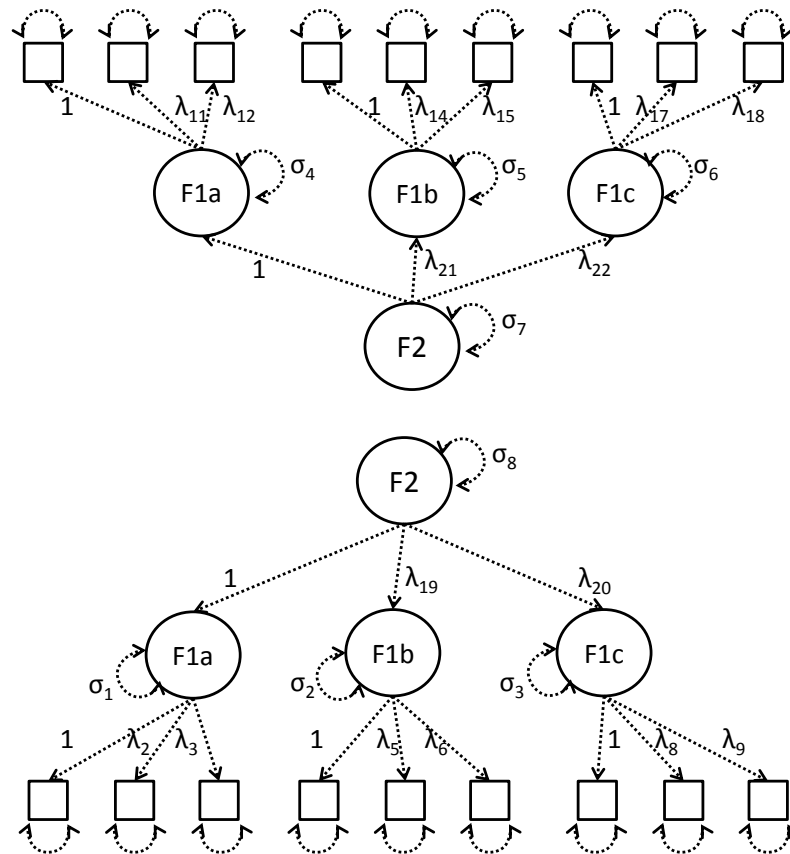 1 λ₁₁ λ₁₂ 1 λ₁₄ λ₁₅ 1 λ₁₇ λ₁₈
F1a σ₄ F1b σ₅ F1c σ₆
1 λ₂₁ λ₂₂
F2 σ₇
F2 σ₈
1 λ₁₉ λ₂₀
F1a F1b F1c
σ₁ σ₂ σ₃
1 λ₂ λ₃ 1 λ₅ λ₆ 1 λ₈ λ₉